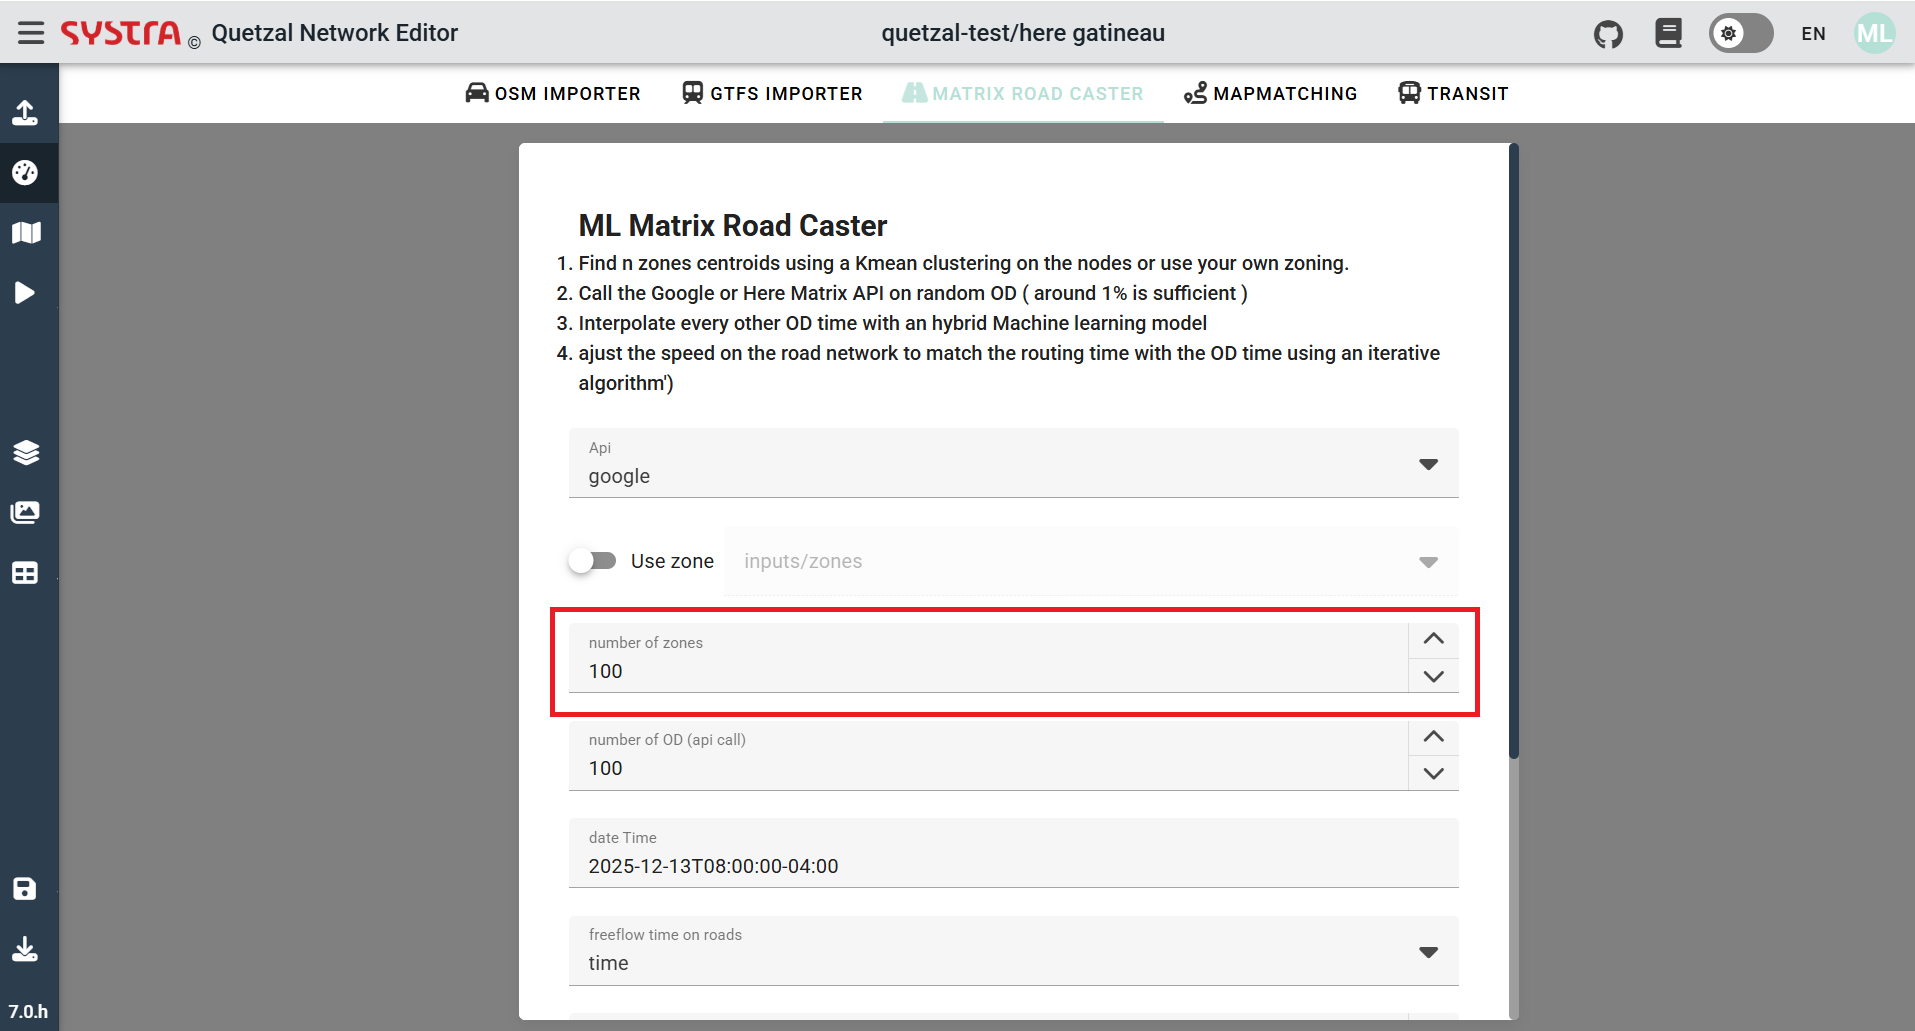 SYSTRA © Quetzal Network Editor
quetzal-test/here gatineau
EN
ML
OSM IMPORTER
GTFS IMPORTER
MATRIX ROAD CASTER
MAPMATCHING
TRANSIT
ML Matrix Road Caster
1. Find n zones centroids using a Kmean clustering on the nodes or use your own zoning.
2. Call the Google or Here Matrix API on random OD ( around 1% is sufficient )
3. Interpolate every other OD time with an hybrid Machine learning model
4. ajust the speed on the road network to match the routing time with the OD time using an iterative
algorithm')
Api
google
Use zone
inputs/zones
number of zones
100
number of OD (api call)
100
date Time
2025-12-13T08:00:00-04:00
freeflow time on roads
time
7.0.h